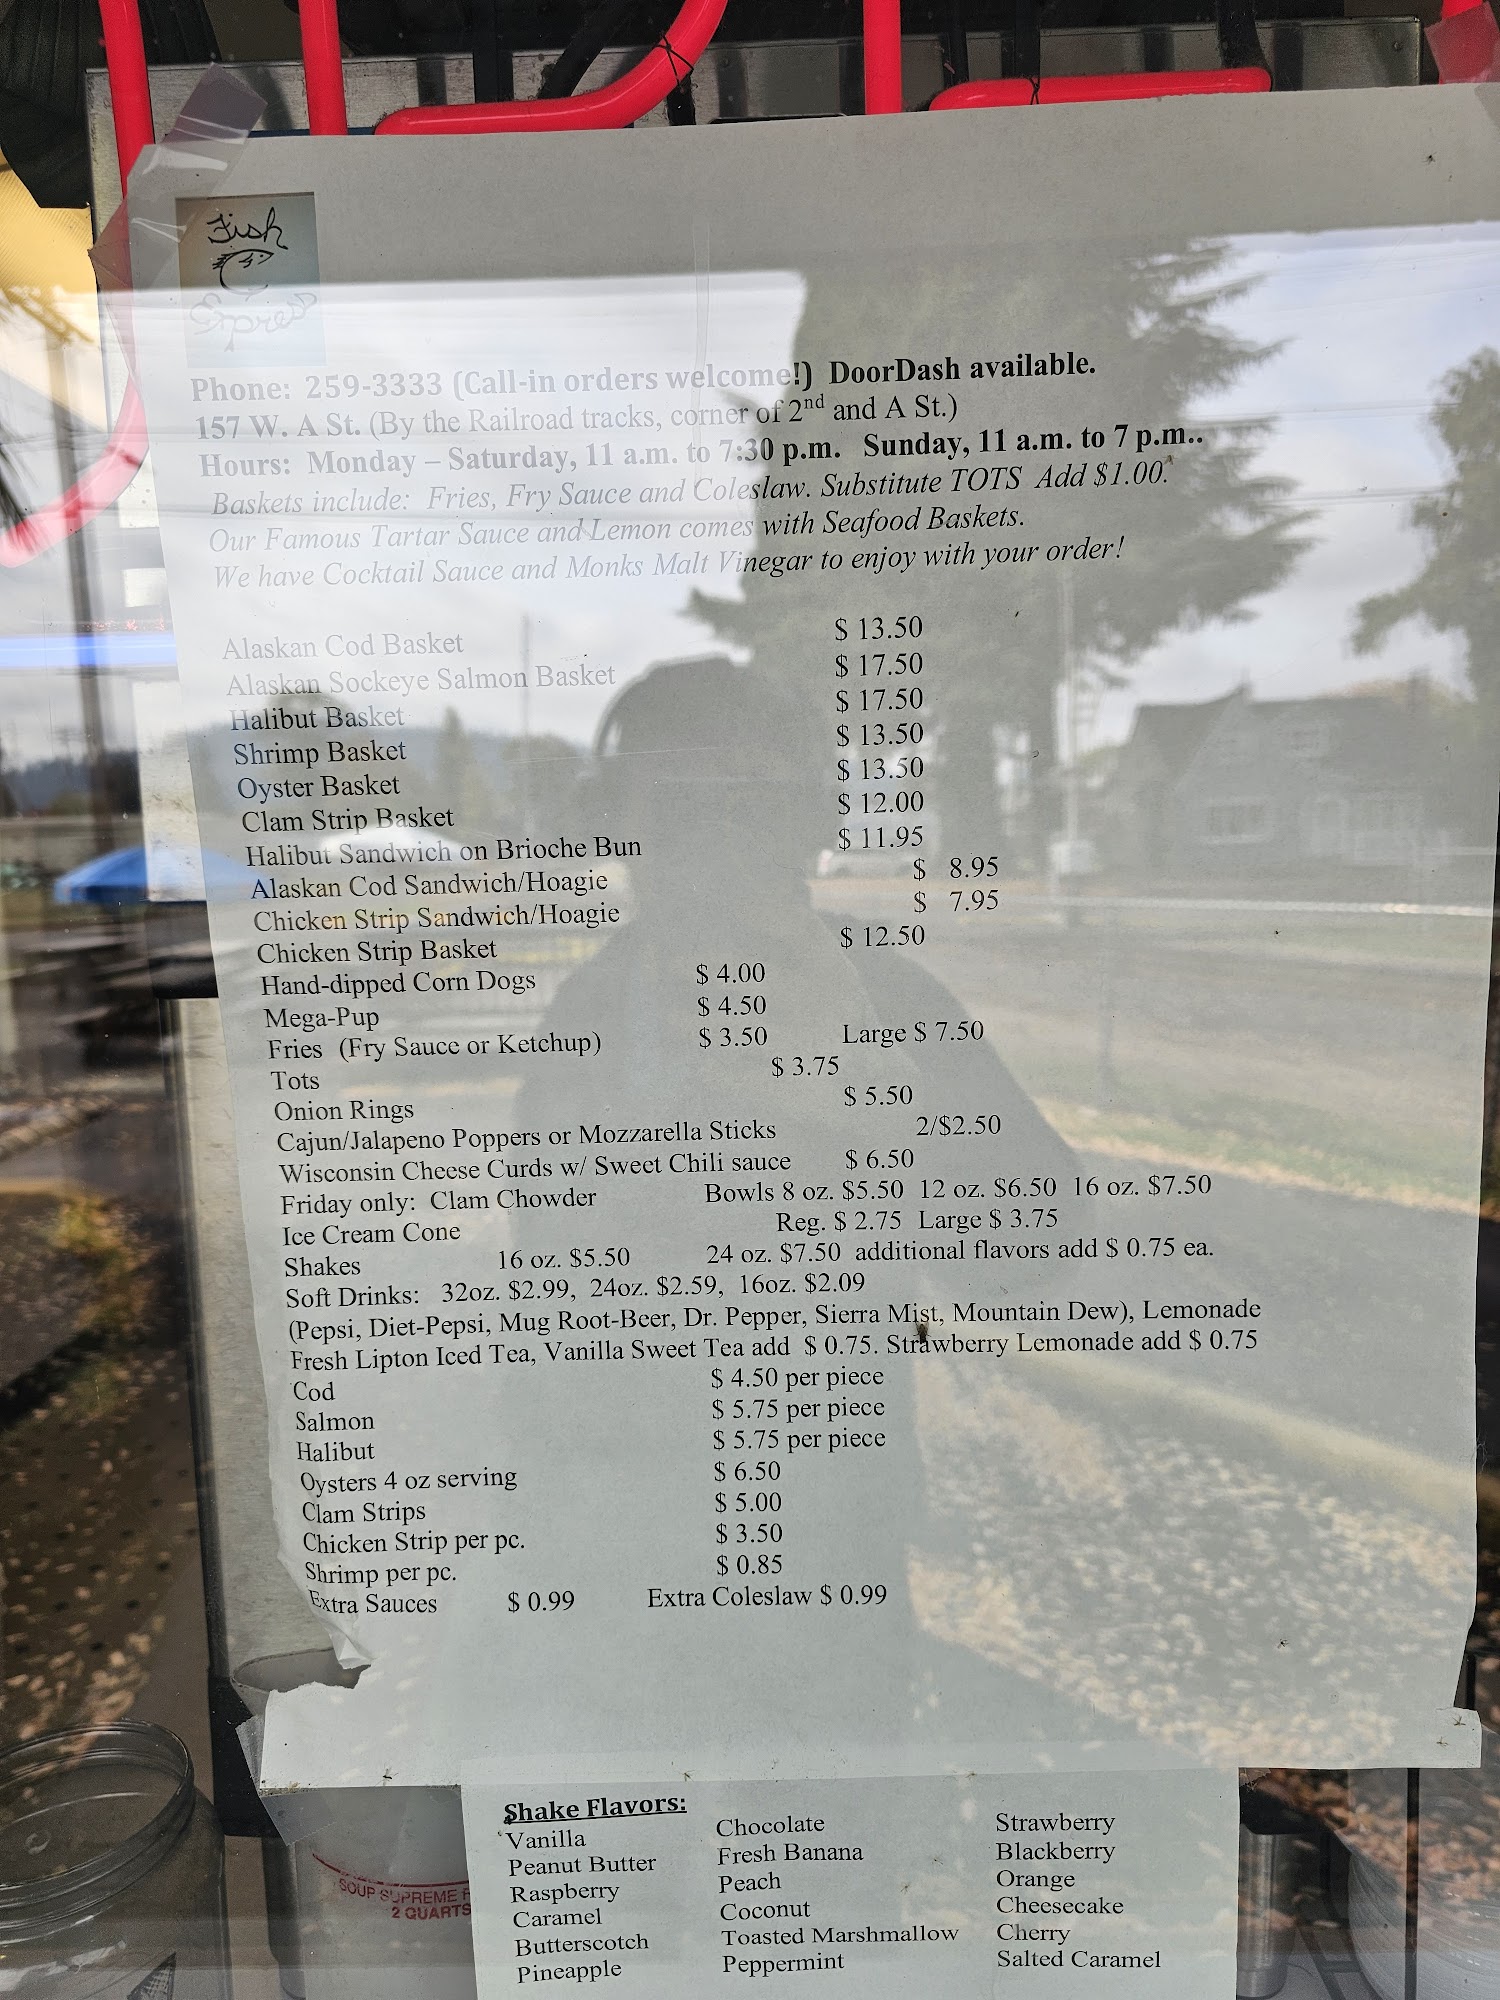 Fish
Express
Phone: 259-3333 (Call-in orders welcome!) DoorDash available.
157 W. A St. (By the Railroad tracks, corner of 2nd and A St.)
Hours: Monday – Saturday, 11 a.m. to 7:30 p.m. Sunday, 11 a.m. to 7 p.m..
Baskets include: Fries, Fry Sauce and Coleslaw. Substitute TOTS Add $1.00.
Our Famous Tartar Sauce and Lemon comes with Seafood Baskets.
We have Cocktail Sauce and Monks Malt Vinegar to enjoy with your order!
Alaskan Cod Basket $ 13.50
Alaskan Sockeye Salmon Basket $ 17.50
Halibut Basket $ 17.50
Shrimp Basket $ 13.50
Oyster Basket $ 13.50
Clam Strip Basket $ 12.00
Halibut Sandwich on Brioche Bun $ 11.95
Alaskan Cod Sandwich/Hoagie $ 8.95
Chicken Strip Sandwich/Hoagie $ 7.95
Chicken Strip Basket $ 12.50
Hand-dipped Corn Dogs $ 4.00
Mega-Pup $ 4.50
Fries (Fry Sauce or Ketchup) $ 3.50 Large $ 7.50
Tots $ 3.75
Onion Rings $ 5.50
Cajun/Jalapeno Poppers or Mozzarella Sticks 2/$2.50
Wisconsin Cheese Curds w/ Sweet Chili sauce $ 6.50
Friday only: Clam Chowder Bowls 8 oz. $5.50 12 oz. $6.50 16 oz. $7.50
Ice Cream Cone Reg. $ 2.75 Large $ 3.75
Shakes 16 oz. $5.50 24 oz. $7.50 additional flavors add $ 0.75 ea.
Soft Drinks: 32oz. $2.99, 24oz. $2.59, 16oz. $2.09
(Pepsi, Diet-Pepsi, Mug Root-Beer, Dr. Pepper, Sierra Mist, Mountain Dew), Lemonade
Fresh Lipton Iced Tea, Vanilla Sweet Tea add $ 0.75. Strawberry Lemonade add $ 0.75
Cod $ 4.50 per piece
Salmon $ 5.75 per piece
Halibut $ 5.75 per piece
Oysters 4 oz serving $ 6.50
Clam Strips $ 5.00
Chicken Strip per pc. $ 3.50
Shrimp per pc. $ 0.85
Extra Sauces $ 0.99 Extra Coleslaw $ 0.99
Shake Flavors:
Vanilla Chocolate Strawberry
Peanut Butter Fresh Banana Blackberry
Raspberry Peach Orange
Caramel Coconut Cheesecake
Butterscotch Toasted Marshmallow Cherry
Pineapple Peppermint Salted Caramel
SOUP SUPREME
2 QUARTS